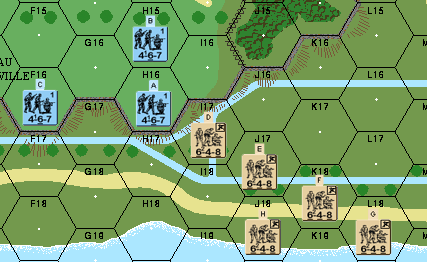 F15 H15 J15 L15
B
1
4-6-7
G16 I16 K16
AU
VILLE
F16 H16 J16 L16
C A
1 1
4-6-7 4-6-7
G17 I17 K17
D
X
6-4-8
F17 H17 J17 L17
E
X
6-4-8
G18 I18
F
X
6-4-8
F18 H18 J18 L18
H G
X X
6-4-8 6-4-8
G19 I19 K19